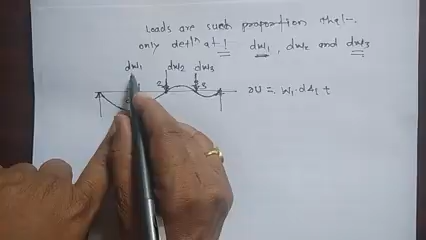 Loads are such proportion that
only defln at 1 dw1, dw2 and dw3
dw1 dw2 dw3
2 3 ∂U = W1·dΔ1 +